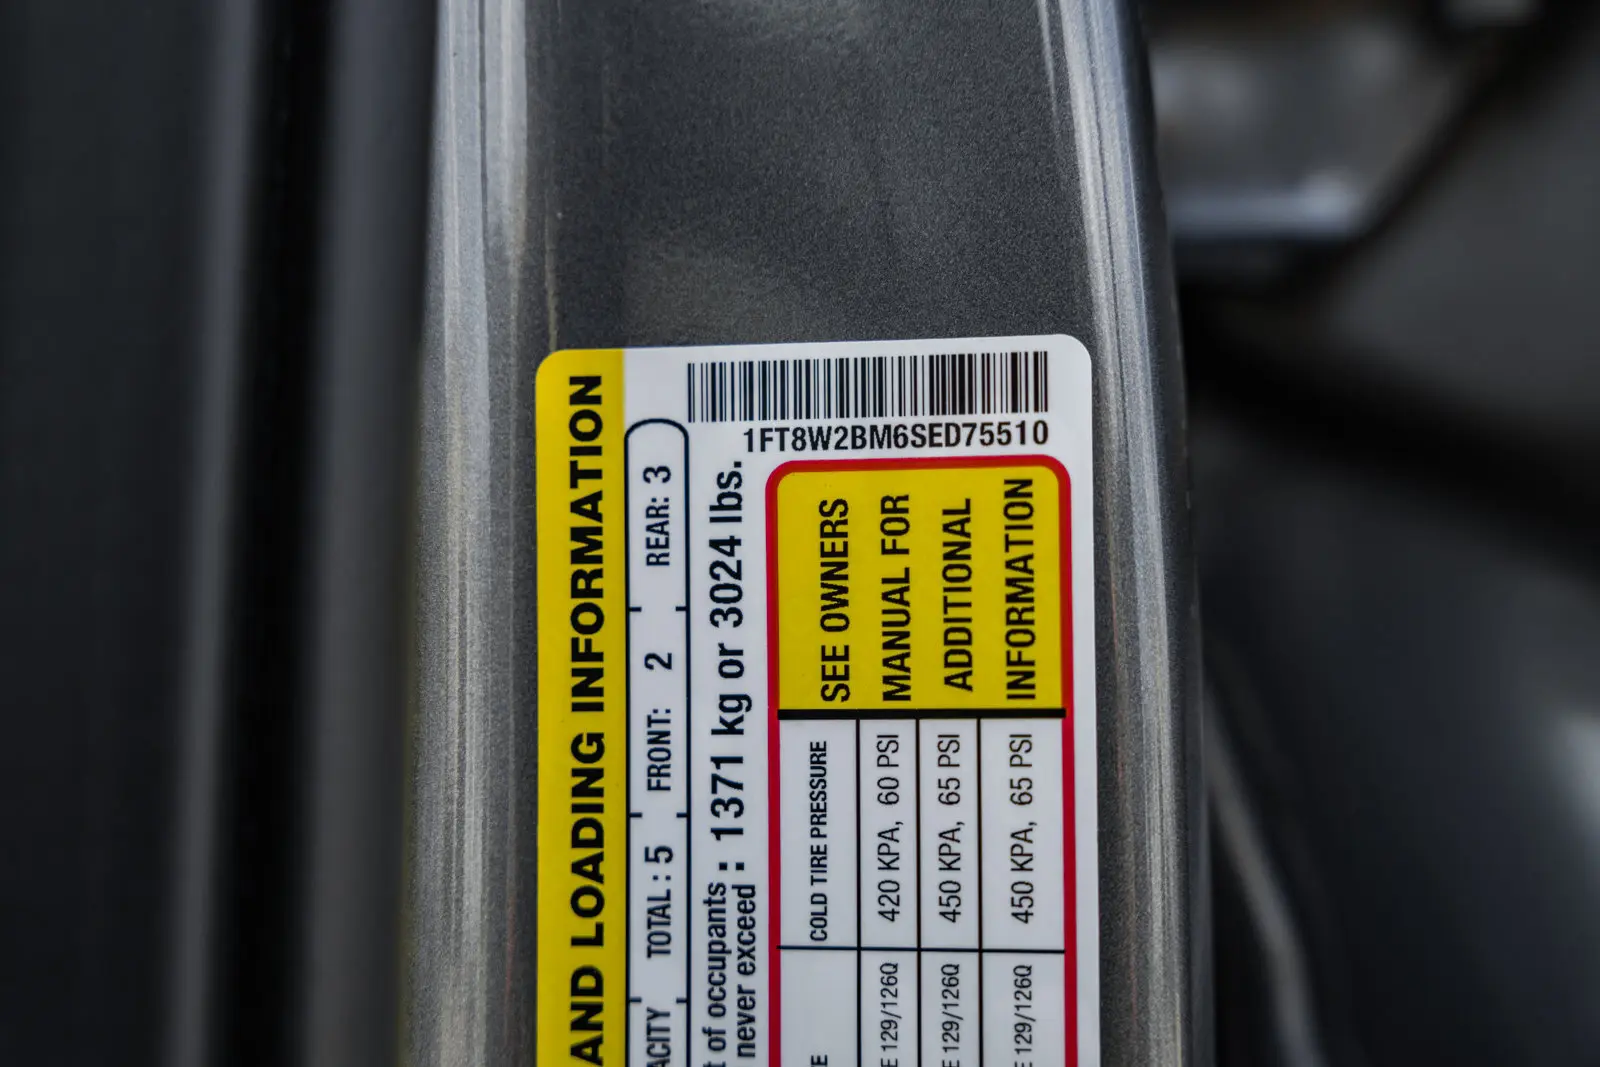 1FT8W2BM6SED75510
AND LOADING INFORMATION
ACITY TOTAL : 5 FRONT: 2 REAR: 3
t of occupants
never exceed : 1371 kg or 3024 lbs.
E COLD TIRE PRESSURE SEE OWNERS
E 129/126Q 420 KPA, 60 PSI MANUAL FOR
E 129/126Q 450 KPA, 65 PSI ADDITIONAL
E 129/126Q 450 KPA, 65 PSI INFORMATION